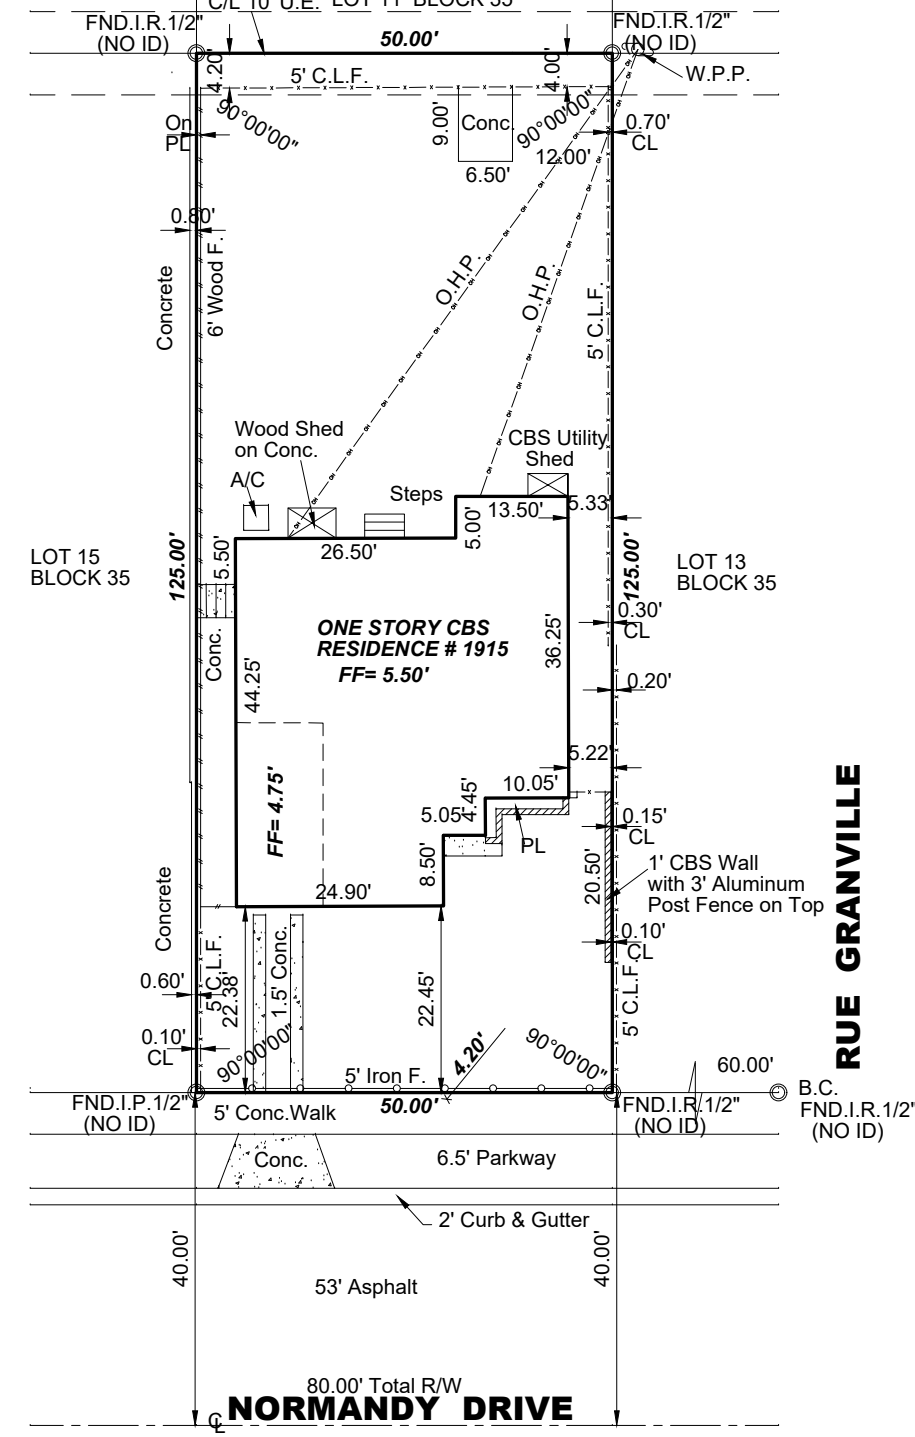 C/L 10' U.E. LOT 11 BLOCK 35
FND.I.R.1/2"
(NO ID)
50.00'
FND.I.R.1/2"
(NO ID)
4.20'
5' C.L.F.
4.00'
W.P.P.
On
PL
90°00'00"
9.00'
Conc.
90°00'00"
0.70'
CL
12.00'
6.50'
0.80'
Concrete
6' Wood F.
O.H.P.
O.H.P.
5' C.L.F.
Wood Shed
on Conc.
A/C
CBS Utility
Shed
Steps
13.50'
5.33'
5.00'
26.50'
5.50'
LOT 15
BLOCK 35
125.00'
125.00'
LOT 13
BLOCK 35
ONE STORY CBS
RESIDENCE # 1915
FF= 5.50'
0.30'
CL
36.25'
Conc.
44.25'
0.20'
5.22'
10.05'
4.45'
5.05'
FF= 4.75'
PL
0.15'
CL
8.50'
20.50'
1' CBS Wall
with 3' Aluminum
Post Fence on Top
24.90'
RUE GRANVILLE
Concrete
0.10'
CL
0.60'
5' C.L.F.
22.38'
1.5' Conc.
22.45'
5' C.L.F.
0.10'
CL
90°00'00"
4.20'
90°00'00"
60.00'
5' Iron F.
B.C.
FND.I.R.1/2"
(NO ID)
FND.I.P.1/2"
(NO ID)
50.00'
FND.I.R.1/2"
(NO ID)
5' Conc.Walk
Conc.
6.5' Parkway
2' Curb & Gutter
40.00'
40.00'
53' Asphalt
80.00' Total R/W
CL NORMANDY DRIVE